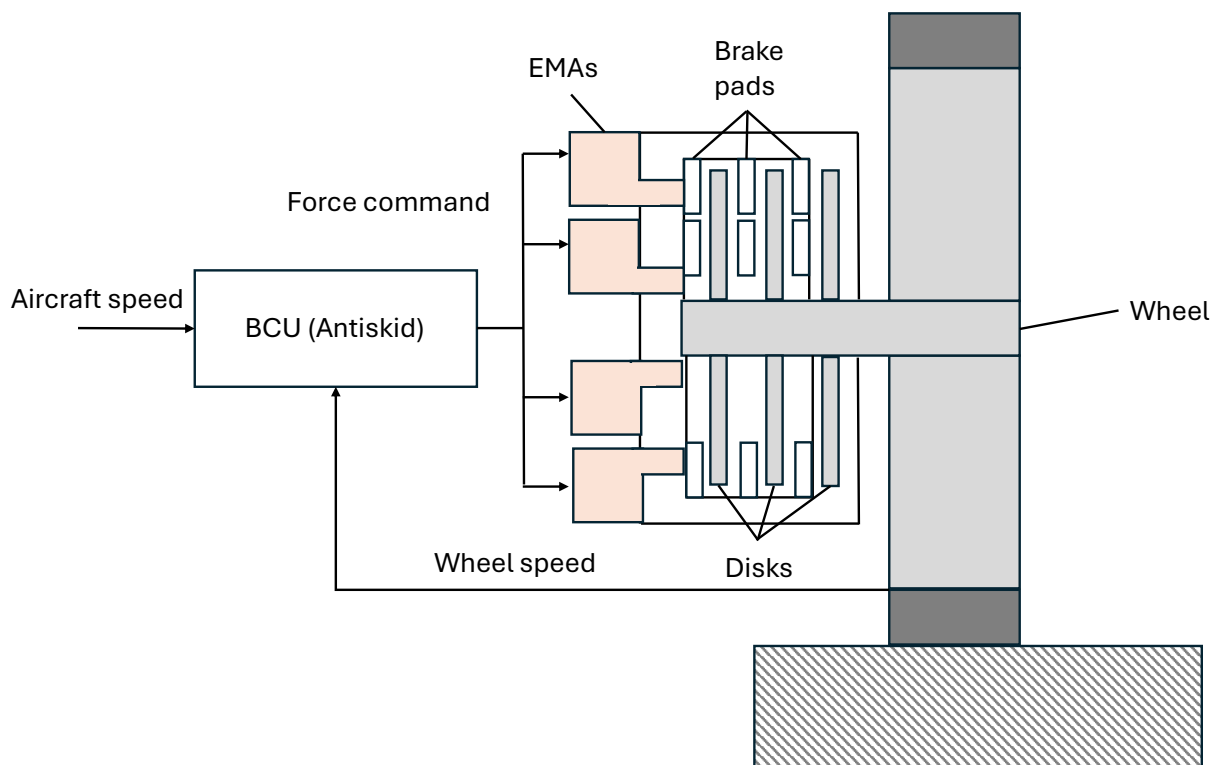 Brake
pads
EMAs
Force command
Aircraft speed
BCU (Antiskid)
Wheel
Wheel speed
Disks